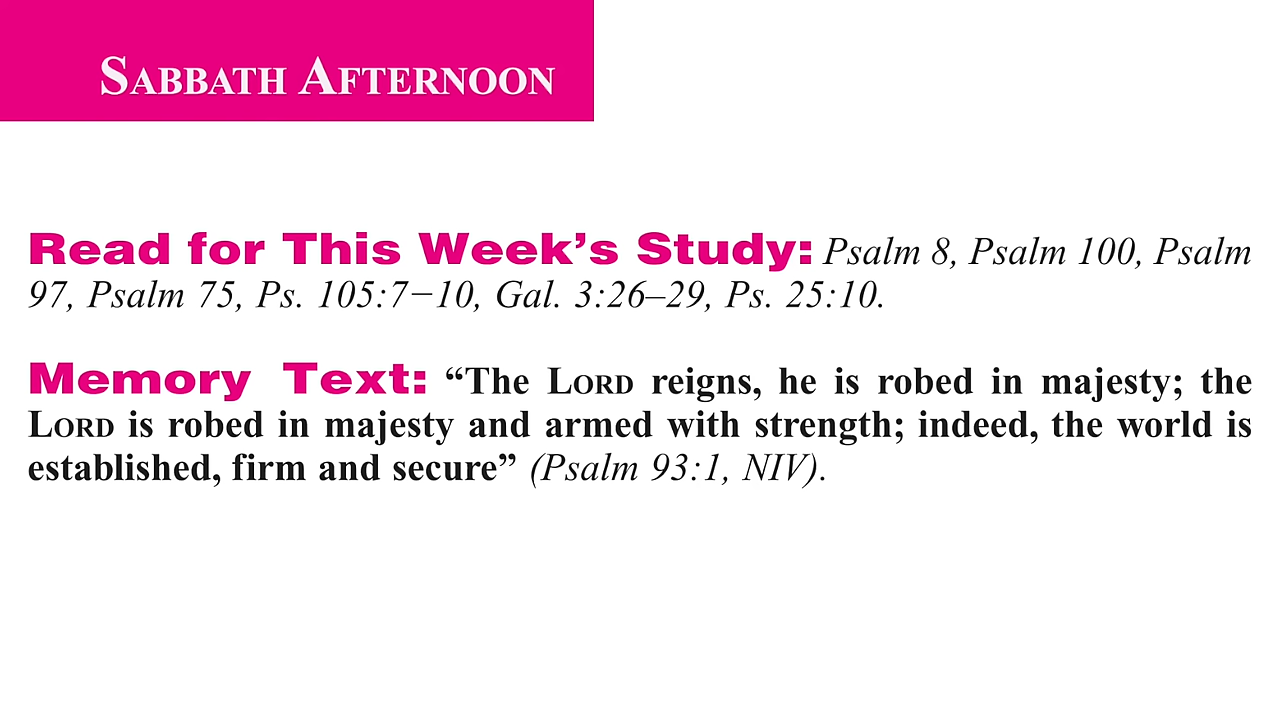 SABBATH AFTERNOON
Read for This Week’s Study: Psalm 8, Psalm 100, Psalm
97, Psalm 75, Ps. 105:7−10, Gal. 3:26–29, Ps. 25:10.
Memory Text: “The LORD reigns, he is robed in majesty; the
LORD is robed in majesty and armed with strength; indeed, the world is
established, firm and secure” (Psalm 93:1, NIV).